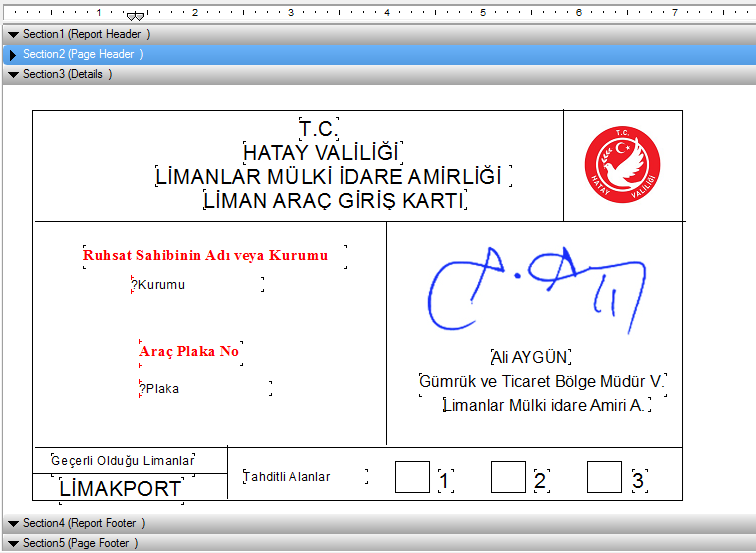 1 2 3 4 5 6 7
Section1 (Report Header )
Section2 (Page Header )
Section3 (Details )
T.C.
HATAY VALİLİĞİ
LİMANLAR MÜLKİ İDARE AMİRLİĞİ
LİMAN ARAÇ GİRİŞ KARTI
T.C.
HATAY VALİLİĞİ
Ruhsat Sahibinin Adı veya Kurumu
?Kurumu
Araç Plaka No
?Plaka
Ali AYGÜN
Gümrük ve Ticaret Bölge Müdür V.
Limanlar Mülki idare Amiri A.
Geçerli Olduğu Limanlar
LİMAKPORT
Tahditli Alanlar
1 2 3
Section4 (Report Footer )
Section5 (Page Footer )